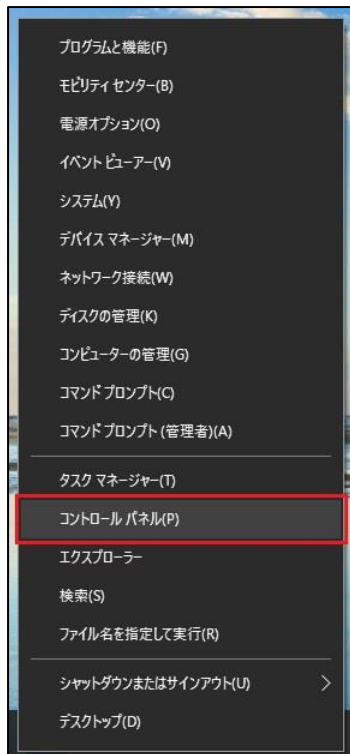 プログラムと機能(F)
モビリティ センター(B)
電源オプション(O)
イベント ビューアー(V)
システム(Y)
デバイス マネージャー(M)
ネットワーク接続(W)
ディスクの管理(K)
コンピューターの管理(G)
コマンド プロンプト(C)
コマンド プロンプト (管理者)(A)
タスク マネージャー(T)
コントロール パネル(P)
エクスプローラー
検索(S)
ファイル名を指定して実行(R)
シャットダウンまたはサインアウト(U)
デスクトップ(D)